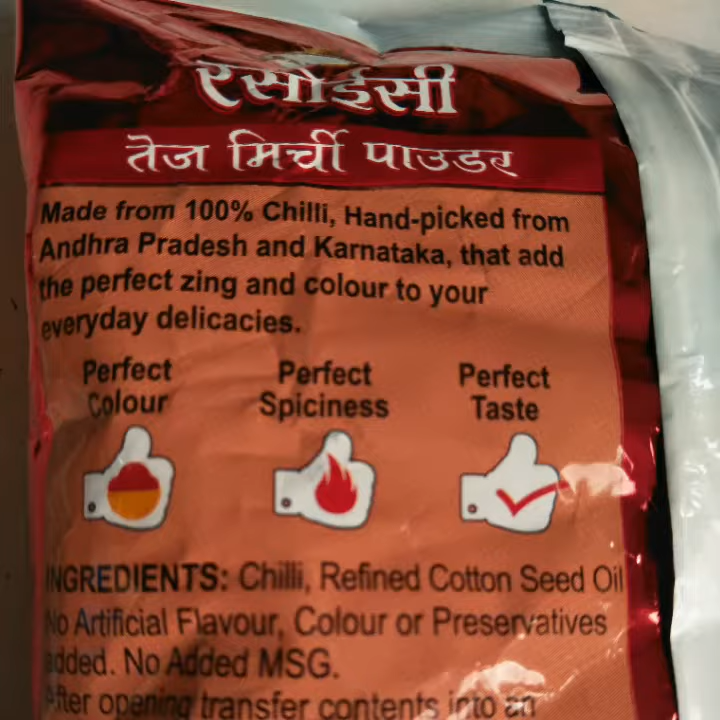 रसोईसी
तेज मिर्ची पाउडर
Made from 100% Chilli, Hand-picked from
Andhra Pradesh and Karnataka, that add
the perfect zing and colour to your
everyday delicacies.
Perfect Colour
Perfect Spiciness
Perfect Taste
INGREDIENTS: Chilli, Refined Cotton Seed Oil
No Artificial Flavour, Colour or Preservatives
added. No Added MSG.
After opening transfer contents into an